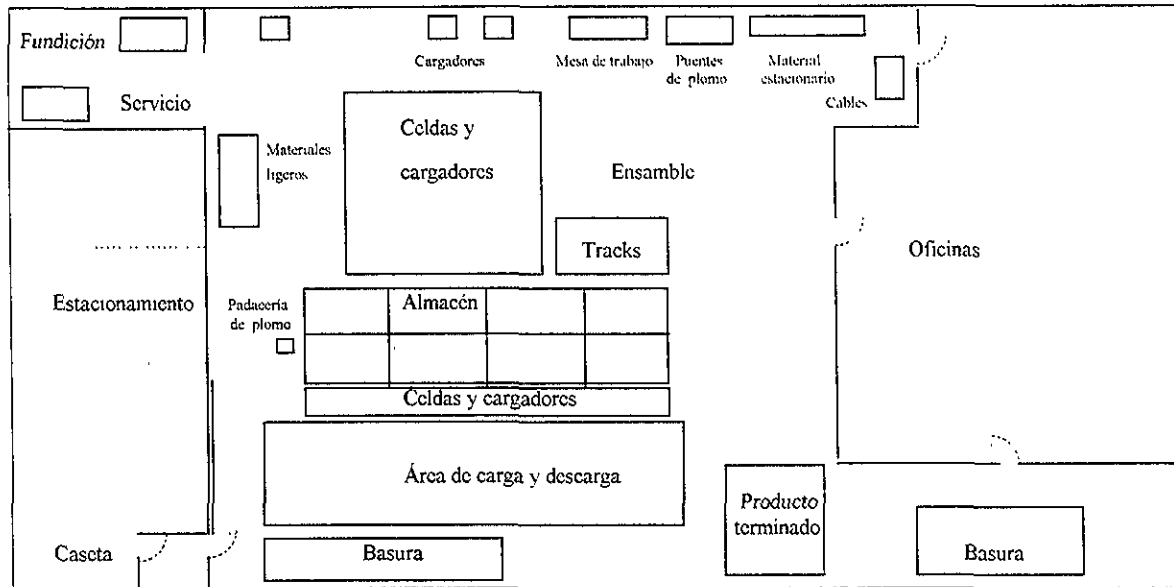 Fundición
Servicio
Cargadores
Mesa de trabajo
Puentes
de plomo
Material
estacionario
Cables
Materiales
ligeros
Celdas y
cargadores
Ensamble
Tracks
Oficinas
Estacionamiento
Padacería
de plomo
Almacén
Celdas y cargadores
Área de carga y descarga
Producto
terminado
Caseta
Basura
Basura